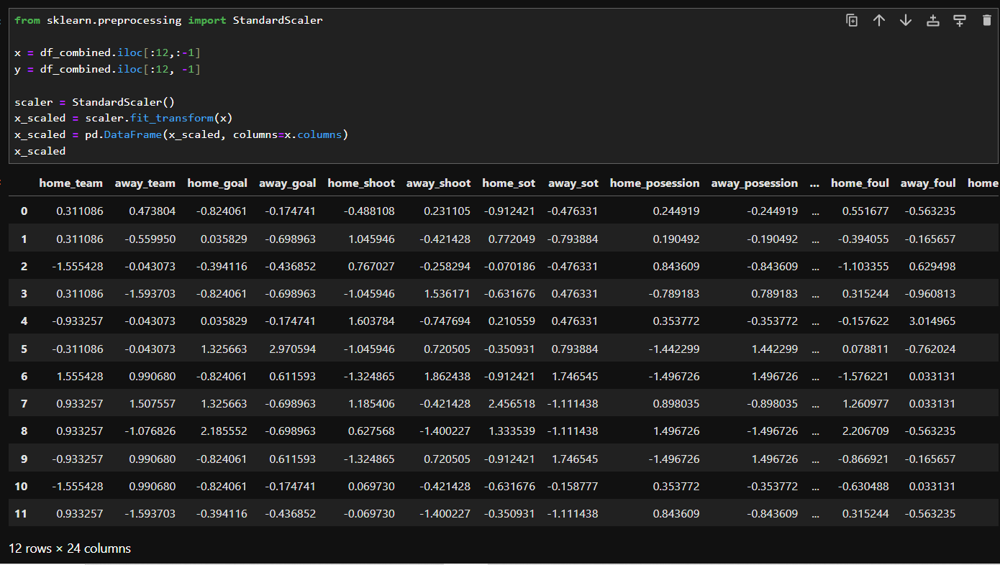 from sklearn.preprocessing import StandardScaler
x = df_combined.iloc[:12,:-1]
y = df_combined.iloc[:12, -1]
scaler = StandardScaler()
x_scaled = scaler.fit_transform(x)
x_scaled = pd.DataFrame(x_scaled, columns=x.columns)
x_scaled
home_team away_team home_goal away_goal home_shoot away_shoot home_sot away_sot home_posession away_posession ... home_foul away_foul home
0 0.311086 0.473804 -0.824061 -0.174741 -0.488108 0.231105 -0.912421 -0.476331 0.244919 -0.244919 ... 0.551677 -0.563235
1 0.311086 -0.559950 0.035829 -0.698963 1.045946 -0.421428 0.772049 -0.793884 0.190492 -0.190492 ... -0.394055 -0.165657
2 -1.555428 -0.043073 -0.394116 -0.436852 0.767027 -0.258294 -0.070186 -0.476331 0.843609 -0.843609 ... -1.103355 0.629498
3 0.311086 -1.593703 -0.824061 -0.698963 -1.045946 1.536171 -0.631676 0.476331 -0.789183 0.789183 ... 0.315244 -0.960813
4 -0.933257 -0.043073 0.035829 -0.174741 1.603784 -0.747694 0.210559 0.476331 0.353772 -0.353772 ... -0.157622 3.014965
5 -0.311086 -0.043073 1.325663 2.970594 -1.045946 0.720505 -0.350931 0.793884 -1.442299 1.442299 ... 0.078811 -0.762024
6 1.555428 0.990680 -0.824061 0.611593 -1.324865 1.862438 -0.912421 1.746545 -1.496726 1.496726 ... -1.576221 0.033131
7 0.933257 1.507557 1.325663 -0.698963 1.185406 -0.421428 2.456518 -1.111438 0.898035 -0.898035 ... 1.260977 0.033131
8 0.933257 -1.076826 2.185552 -0.698963 0.627568 -1.400227 1.333539 -1.111438 1.496726 -1.496726 ... 2.206709 -0.563235
9 -0.933257 0.990680 -0.824061 0.611593 -1.324865 0.720505 -0.912421 1.746545 -1.496726 1.496726 ... -0.866921 -0.165657
10 -1.555428 0.990680 -0.824061 -0.174741 0.069730 -0.421428 -0.631676 -0.158777 0.353772 -0.353772 ... -0.630488 0.033131
11 0.933257 -1.593703 -0.394116 -0.436852 -0.069730 -1.400227 -0.350931 -1.111438 0.843609 -0.843609 ... 0.315244 -0.563235
12 rows × 24 columns